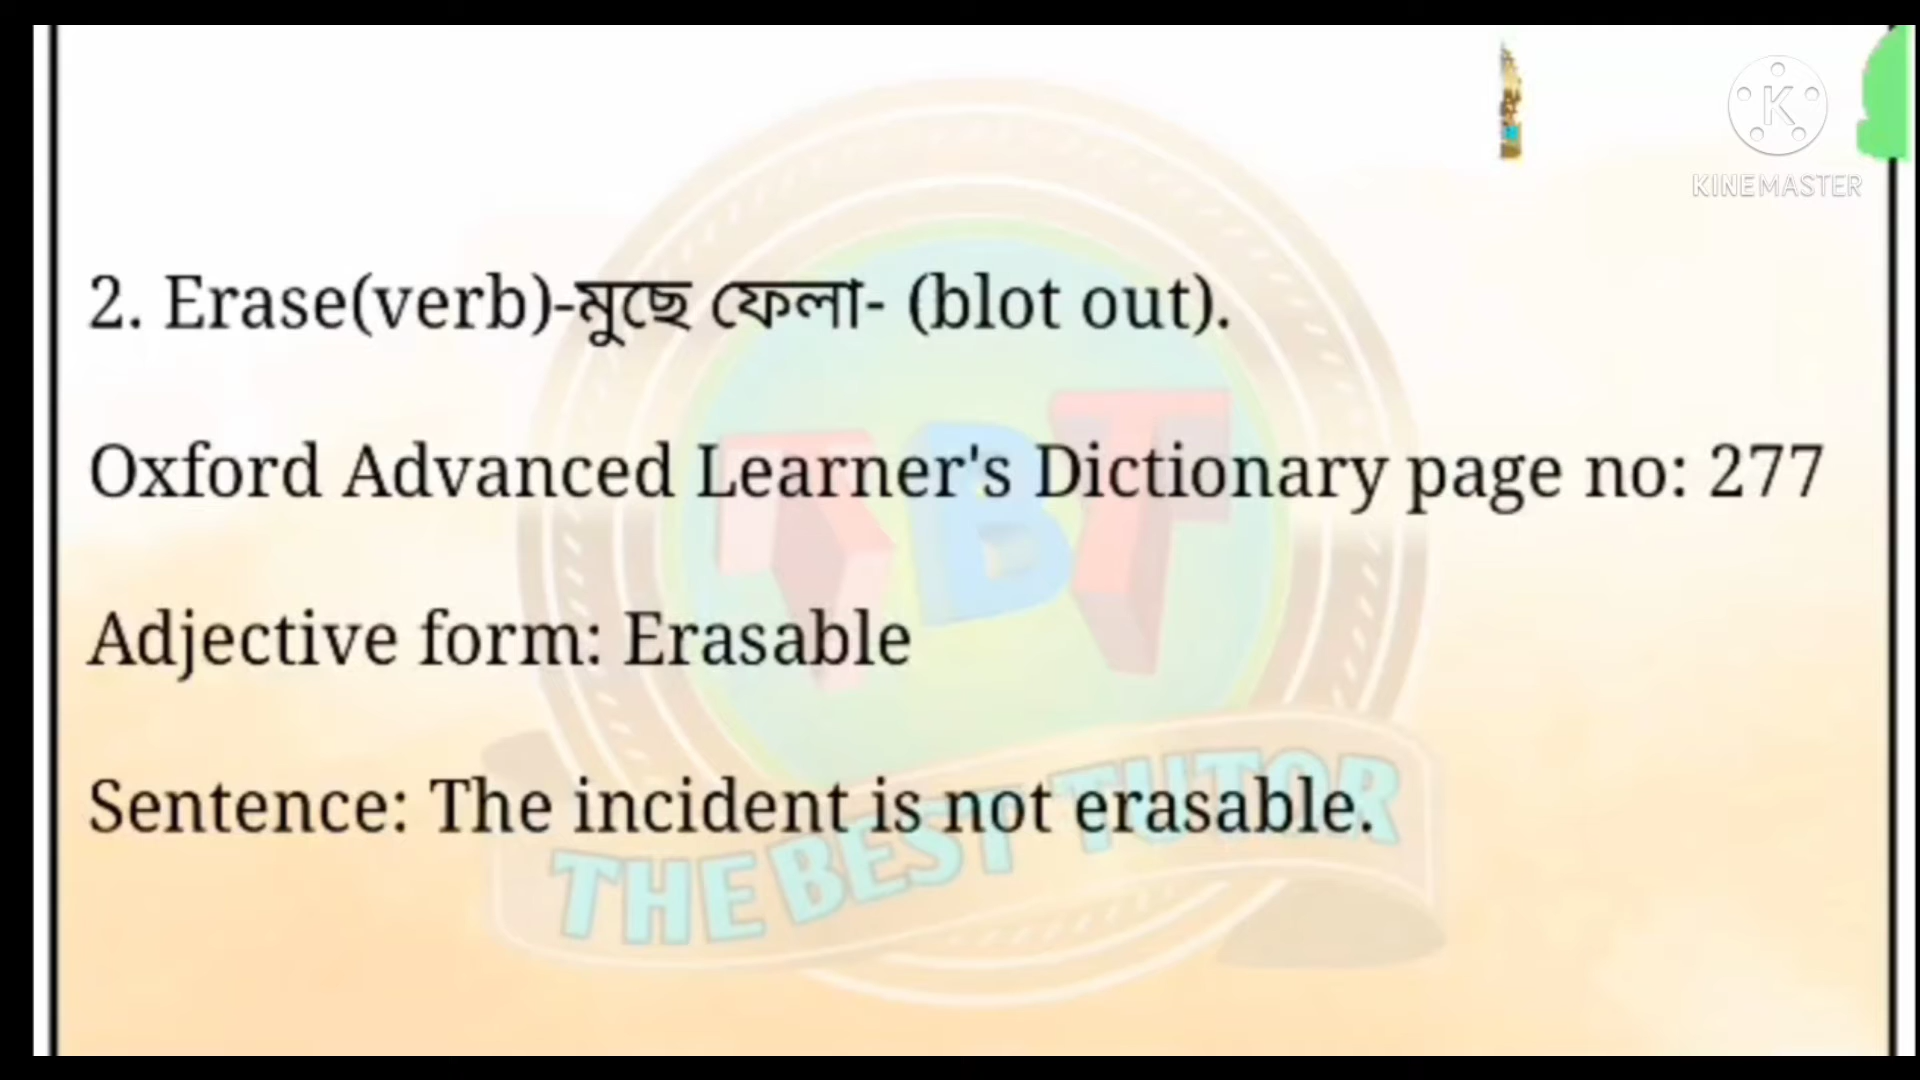 K
KINEMASTER
2. Erase(verb)-মুছে ফেলা- (blot out).
Oxford Advanced Learner's Dictionary page no: 277
Adjective form: Erasable
Sentence: The incident is not erasable.
TBT
THE BEST TUTOR